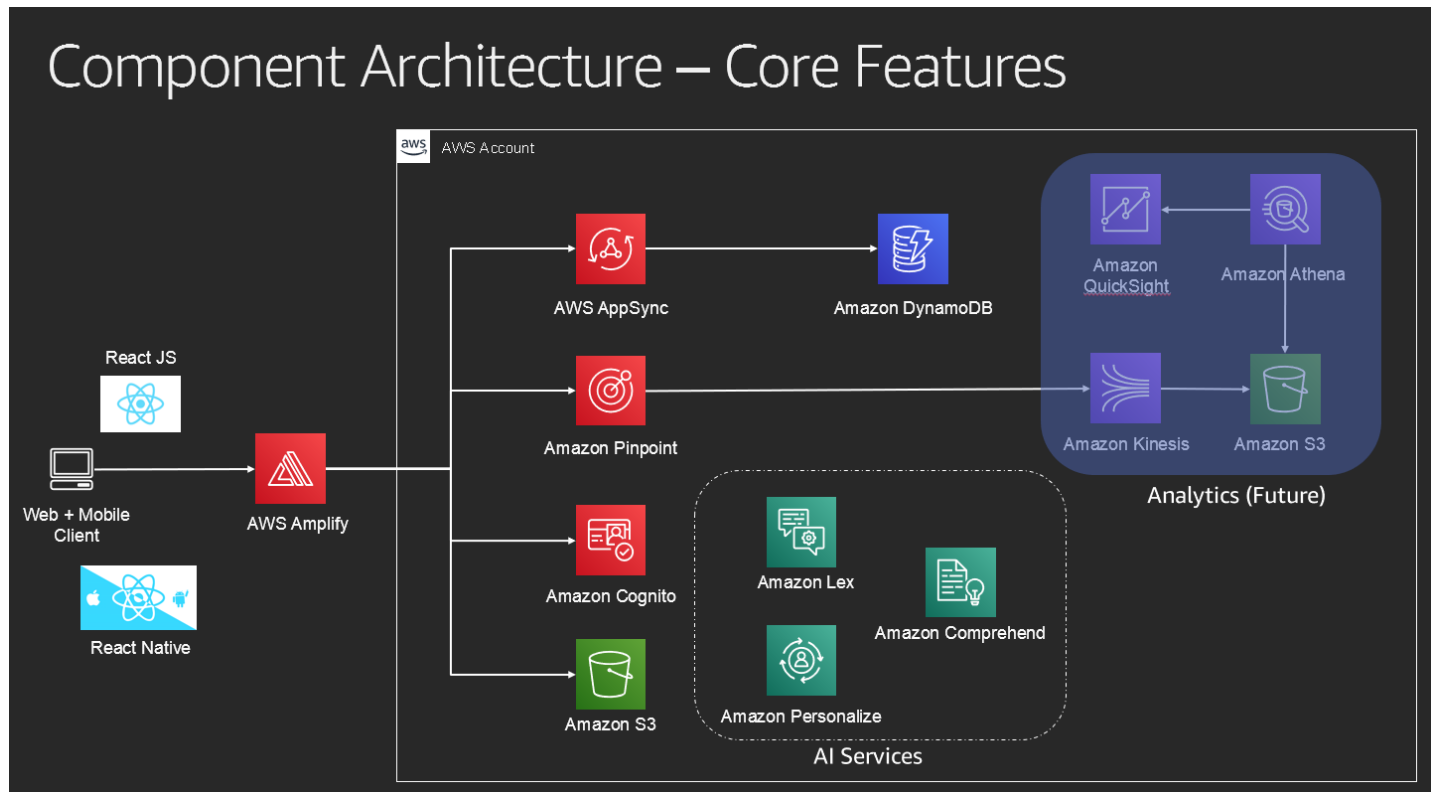 Component Architecture – Core Features
aws
AWS Account
Amazon
QuickSight
Amazon Athena
AWS AppSync
Amazon DynamoDB
React JS
Amazon Pinpoint
Amazon Kinesis
Amazon S3
Analytics (Future)
Web + Mobile
Client
AWS Amplify
Amazon Cognito
Amazon Lex
Amazon Comprehend
React Native
Amazon S3
Amazon Personalize
AI Services